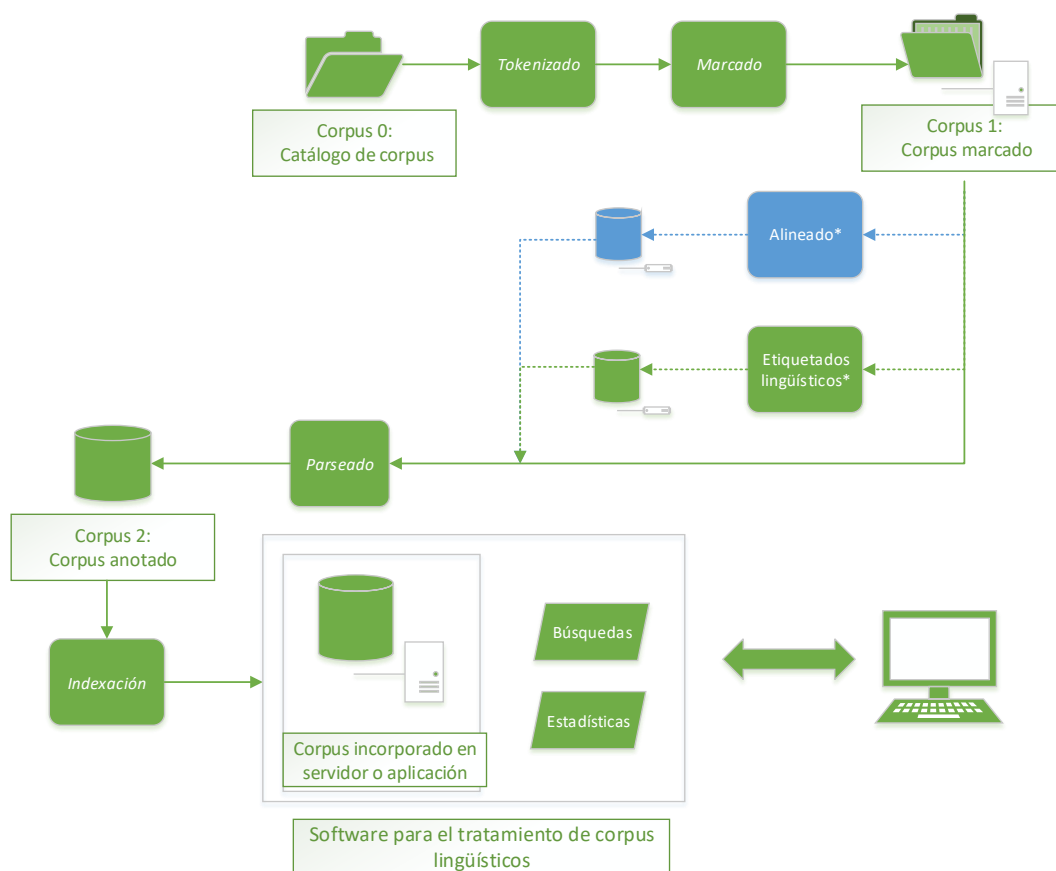 Tokenizado
Marcado
Corpus 0:
Catálogo de corpus
Corpus 1:
Corpus marcado
Alineado*
Etiquetados
lingüísticos*
Parseado
Corpus 2:
Corpus anotado
Indexación
Búsquedas
Estadísticas
Corpus incorporado en
servidor o aplicación
Software para el tratamiento de corpus
lingüísticos